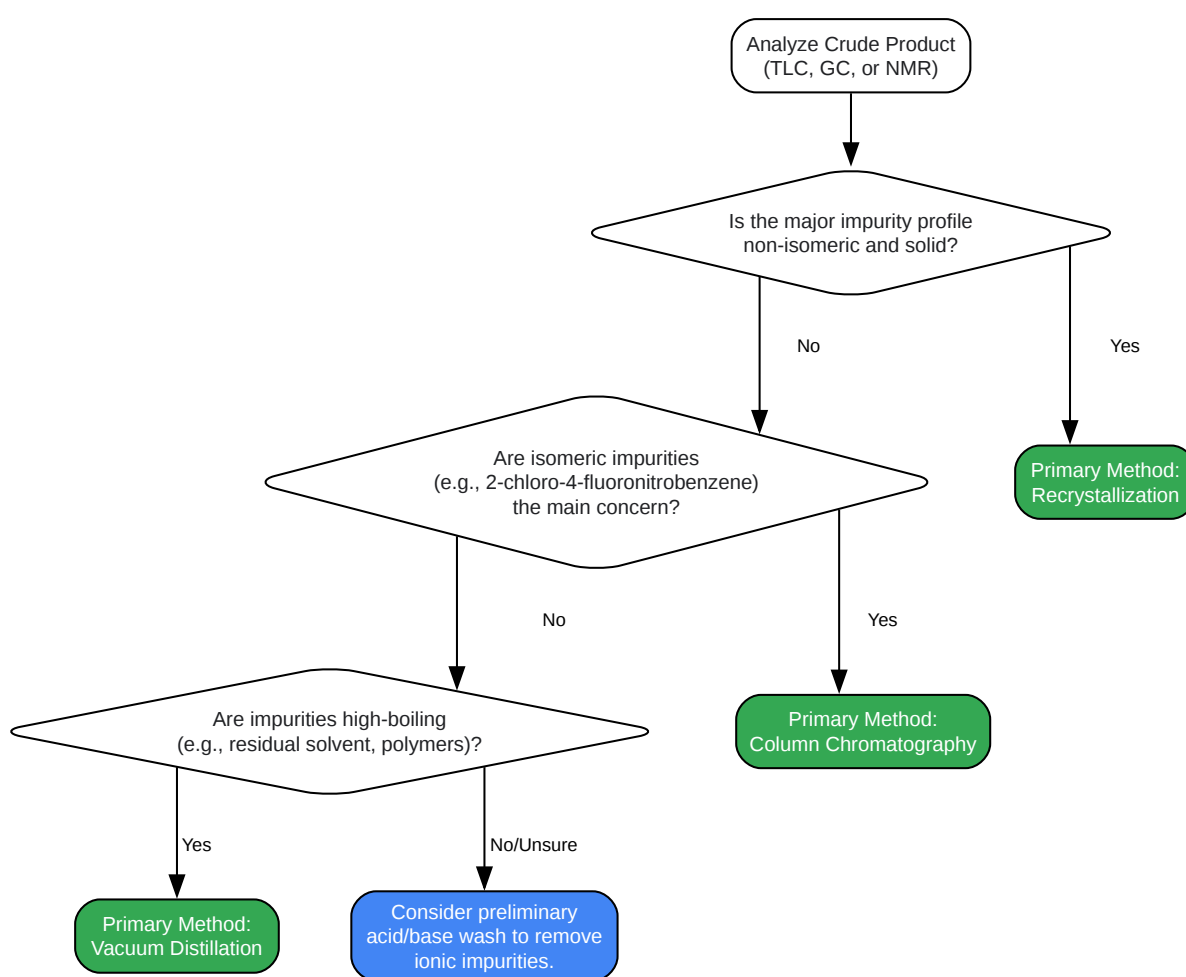 Analyze Crude Product
(TLC, GC, or NMR)
Is the major impurity profile
non-isomeric and solid?
No
Yes
Are isomeric impurities
(e.g., 2-chloro-4-fluoronitrobenzene)
the main concern?
Primary Method:
Recrystallization
No
Yes
Are impurities high-boiling
(e.g., residual solvent, polymers)?
Primary Method:
Column Chromatography
Yes
No/Unsure
Primary Method:
Vacuum Distillation
Consider preliminary
acid/base wash to remove
ionic impurities.